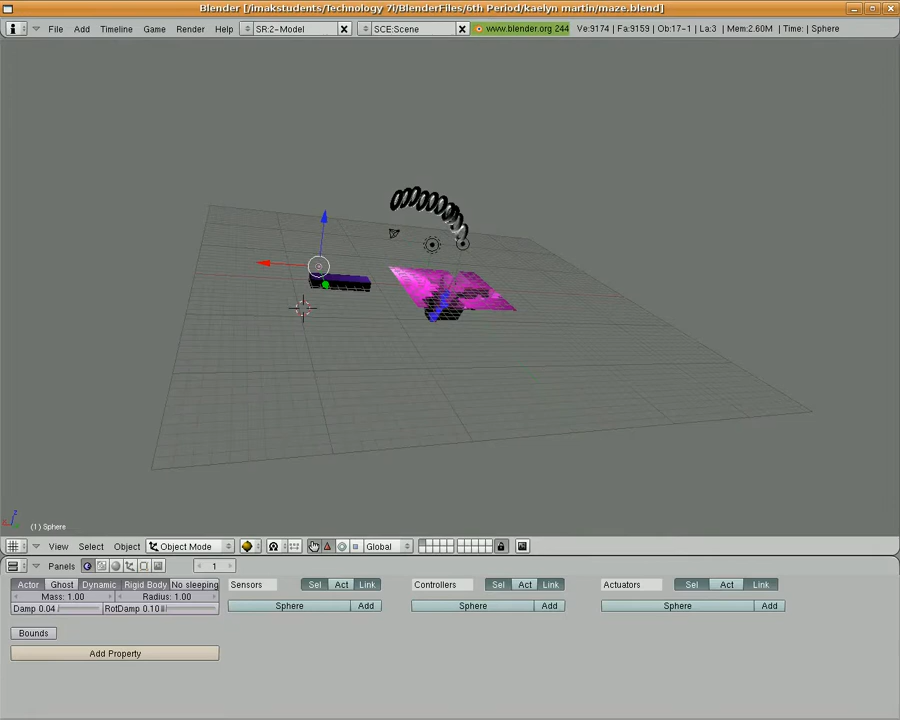 Blender [/imakstudents/Technology 7i/BlenderFiles/6th Period/kaelyn martin/maze.blend]
File Add Timeline Game Render Help SR:2-Model SCE:Scene www.blender.org 244 Ve:9174 | Fa:9159 | Ob:17-1 | La:3 | Mem:2.60M | Time: | Sphere
z
x
(1) Sphere
View Select Object Object Mode Global
Panels 1
Actor Ghost Dynamic Rigid Body No sleeping Sensors Sel Act Link Controllers Sel Act Link Actuators Sel Act Link
Mass: 1.00 Radius: 1.00
Damp 0.04 RotDamp 0.10 Sphere Add Sphere Add Sphere Add
Bounds
Add Property